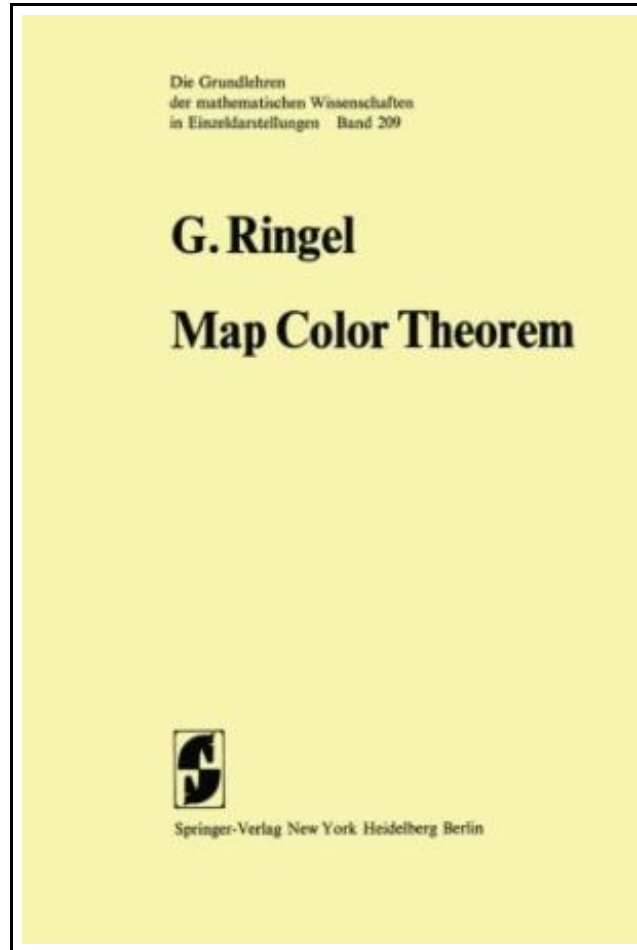 Die Grundlehren
der mathematischen Wissenschaften
in Einzeldarstellungen Band 209
G. Ringel
Map Color Theorem
Springer-Verlag New York Heidelberg Berlin